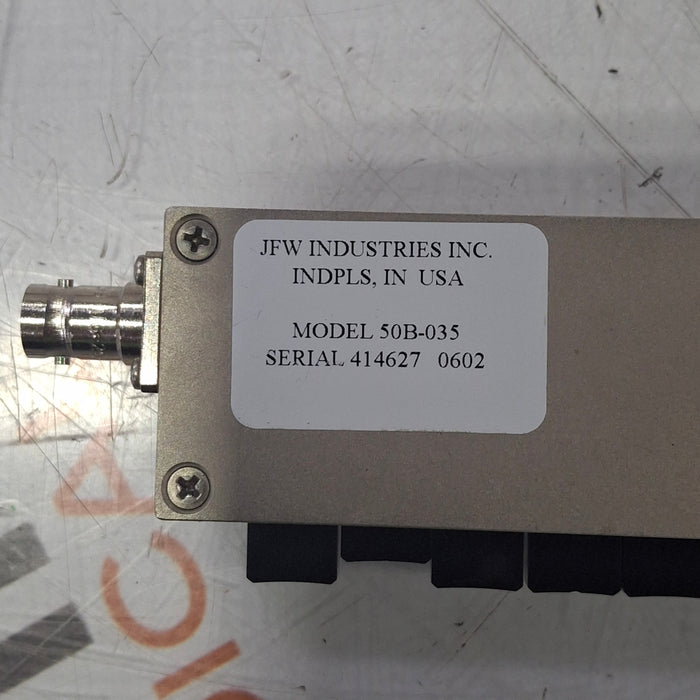 JFW INDUSTRIES INC.
INDPLS, IN USA
MODEL 50B-035
SERIAL 414627 0602